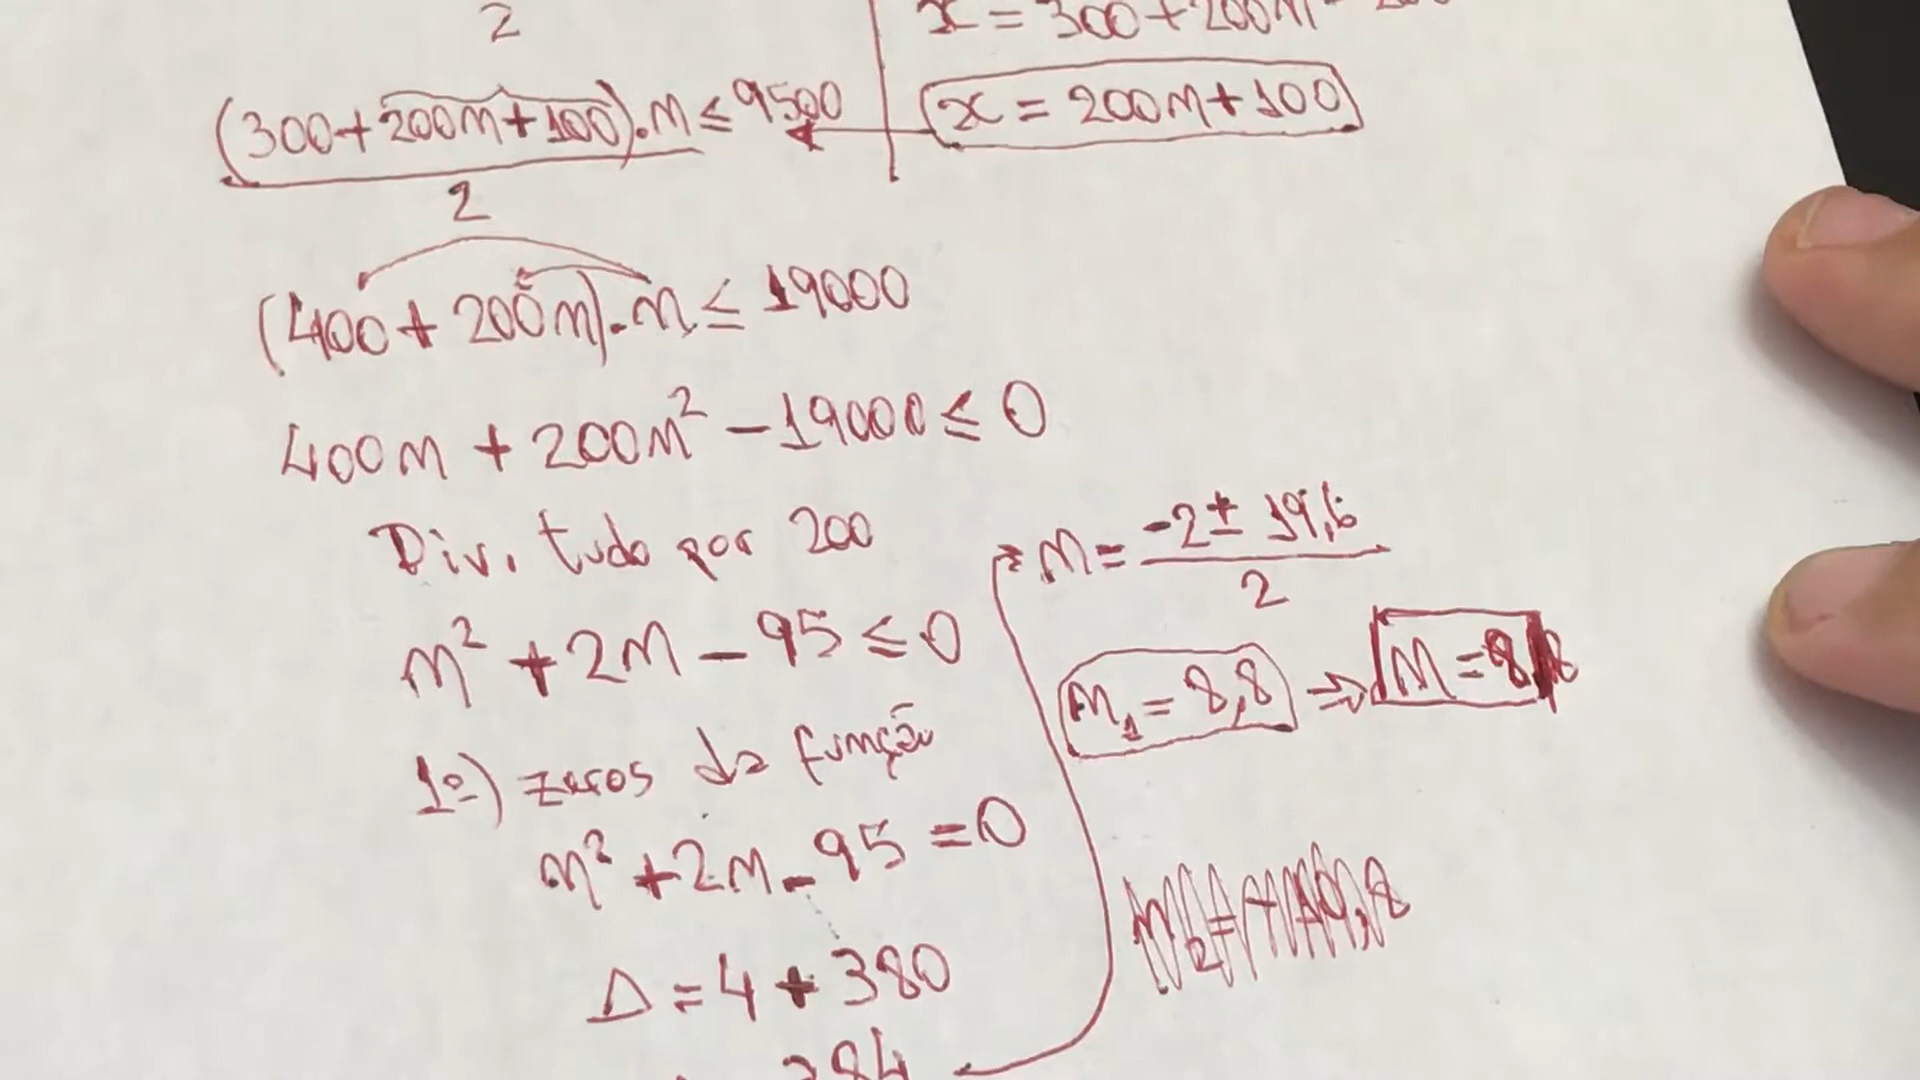 2
x = 300 + 200m
(300+200m+100).m ≤ 9500
2
x = 200m+100
(400 + 200m).m ≤ 19000
400m + 200m² - 19000 ≤ 0
Div. tudo por 200
m² + 2m - 95 ≤ 0
1º) zeros da função
m² + 2m - 95 = 0
Δ = 4 + 380
384
m = -2 ± 19,6
2
m₁ = 8,8 ⇒ m = 8